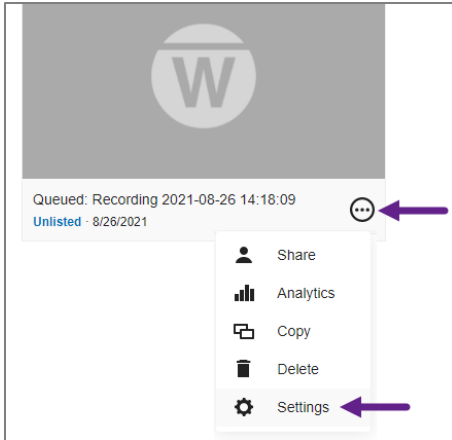 W
Queued: Recording 2021-08-26 14:18:09
Unlisted · 8/26/2021
Share
Analytics
Copy
Delete
Settings